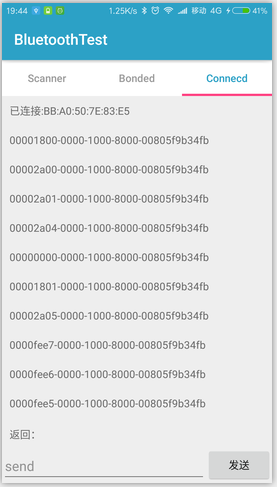 19:44 1.25K/s 移动 4G 41%
BluetoothTest
Scanner Bonded Connecd
已连接:BB:A0:50:7E:83:E5
00001800-0000-1000-8000-00805f9b34fb
00002a00-0000-1000-8000-00805f9b34fb
00002a01-0000-1000-8000-00805f9b34fb
00002a04-0000-1000-8000-00805f9b34fb
00000000-0000-1000-8000-00805f9b34fb
00001801-0000-1000-8000-00805f9b34fb
00002a05-0000-1000-8000-00805f9b34fb
0000fee7-0000-1000-8000-00805f9b34fb
0000fee6-0000-1000-8000-00805f9b34fb
0000fee5-0000-1000-8000-00805f9b34fb
返回：
send 发送